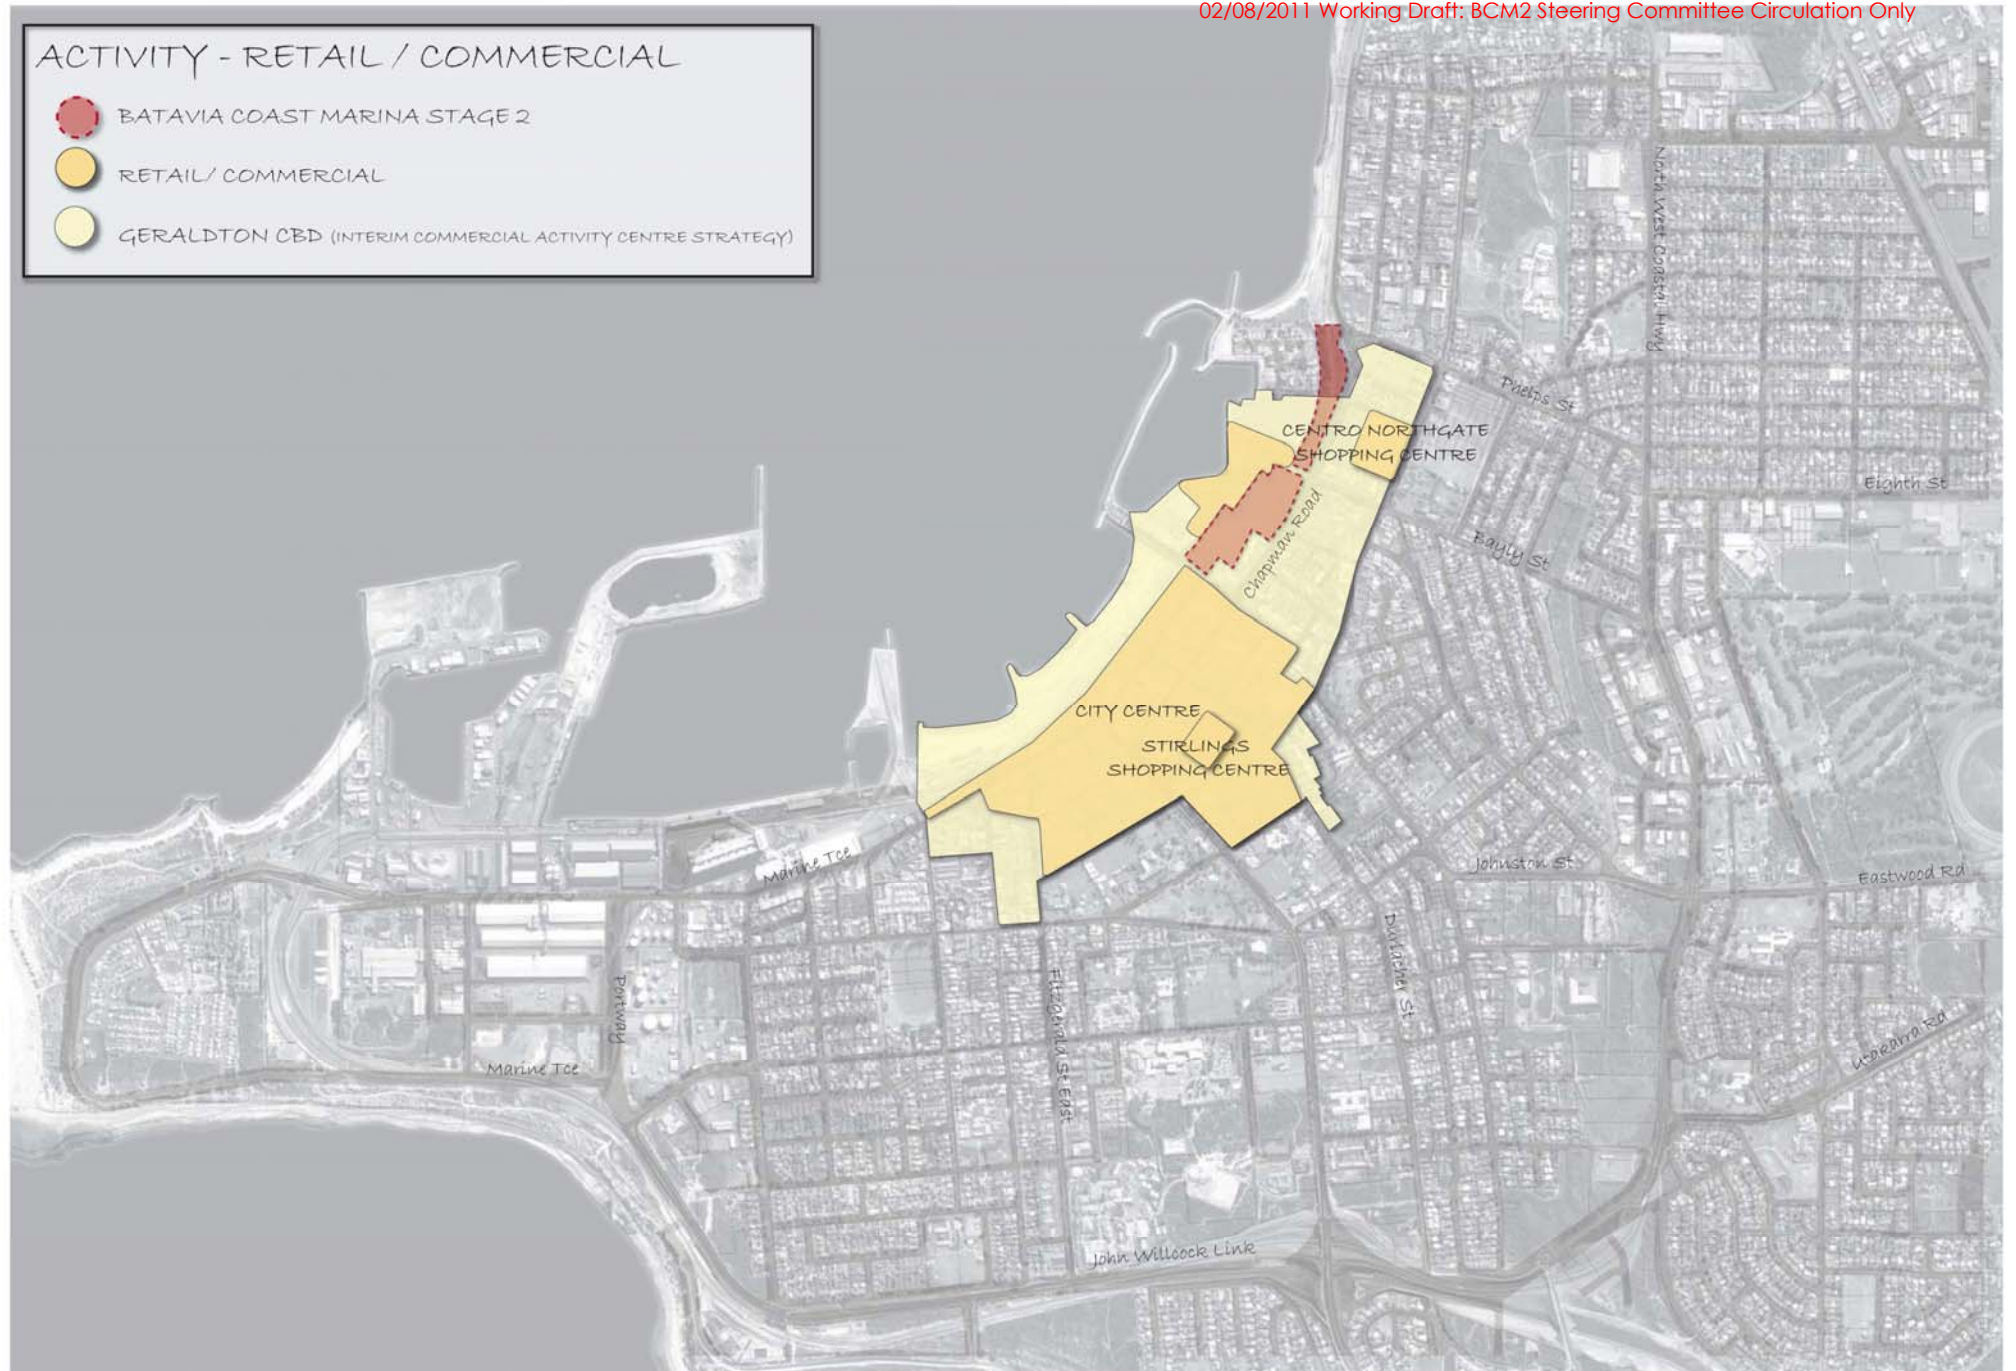 02/08/2011 Working Draft: BCM2 Steering Committee Circulation Only
ACTIVITY - RETAIL / COMMERCIAL
BATAVIA COAST MARINA STAGE 2
RETAIL/ COMMERCIAL
GERALDTON CBD (INTERIM COMMERCIAL ACTIVITY CENTRE STRATEGY)
North West Coastal Hwy
Phelps St
CENTRO NORTHGATE
SHOPPING CENTRE
Eighth St
Chapman Road
Bayly St
CITY CENTRE
STIRLINGS
SHOPPING CENTRE
Marine Tce
Johnston St
Eastwood Rd
Durlacher St
Portway
Fitzgerald St East
Utakarra Rd
Marine Tce
John Willcock Link